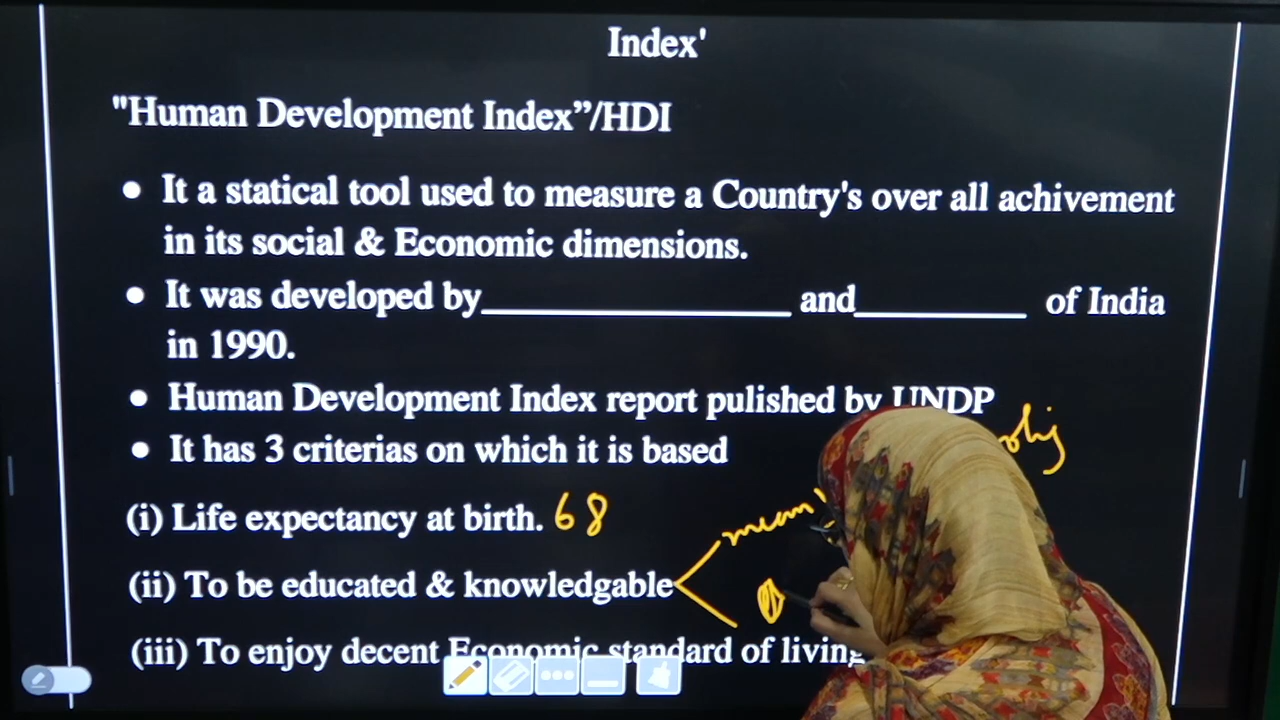 Index'
"Human Development Index”/HDI
● It a statical tool used to measure a Country's over all achivement
in its social & Economic dimensions.
● It was developed by_______________ and________ of India
in 1990.
● Human Development Index report pulished by UNDP
● It has 3 criterias on which it is based
(i) Life expectancy at birth. 68
mean
(ii) To be educated & knowledgable
(iii) To enjoy decent Economic standard of living